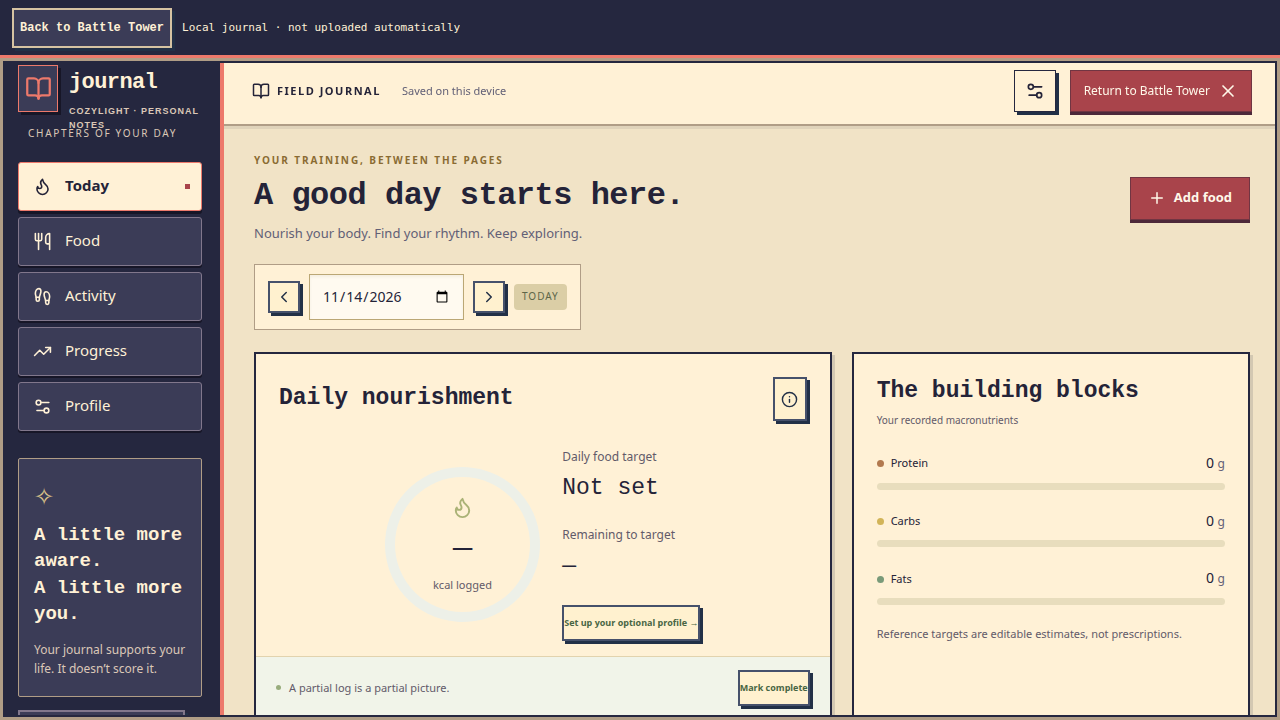 Back to Battle Tower
Local journal · not uploaded automatically
journal
COZYLIGHT · PERSONAL
NOTES
CHAPTERS OF YOUR DAY
Today
Food
Activity
Progress
Profile
A little more
aware.
A little more
you.
Your journal supports your
life. It doesn’t score it.
FIELD JOURNAL
Saved on this device
Return to Battle Tower
YOUR TRAINING, BETWEEN THE PAGES
A good day starts here.
Nourish your body. Find your rhythm. Keep exploring.
Add food
11/14/2026
TODAY
Daily nourishment
—
kcal logged
Daily food target
Not set
Remaining to target
—
Set up your optional profile →
A partial log is a partial picture.
Mark complete
The building blocks
Your recorded macronutrients
Protein 0 g
Carbs 0 g
Fats 0 g
Reference targets are editable estimates, not prescriptions.